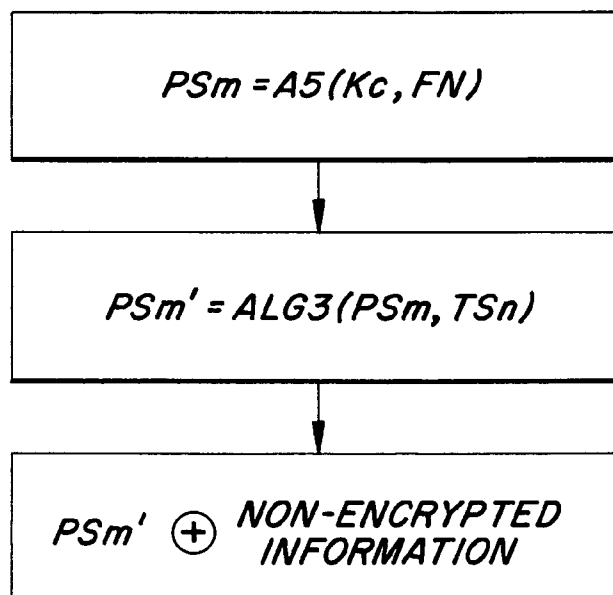 PSm = A5(Kc, FN)
PSm' = ALG3(PSm, TSn)
PSm' ⊕ NON-ENCRYPTED
INFORMATION